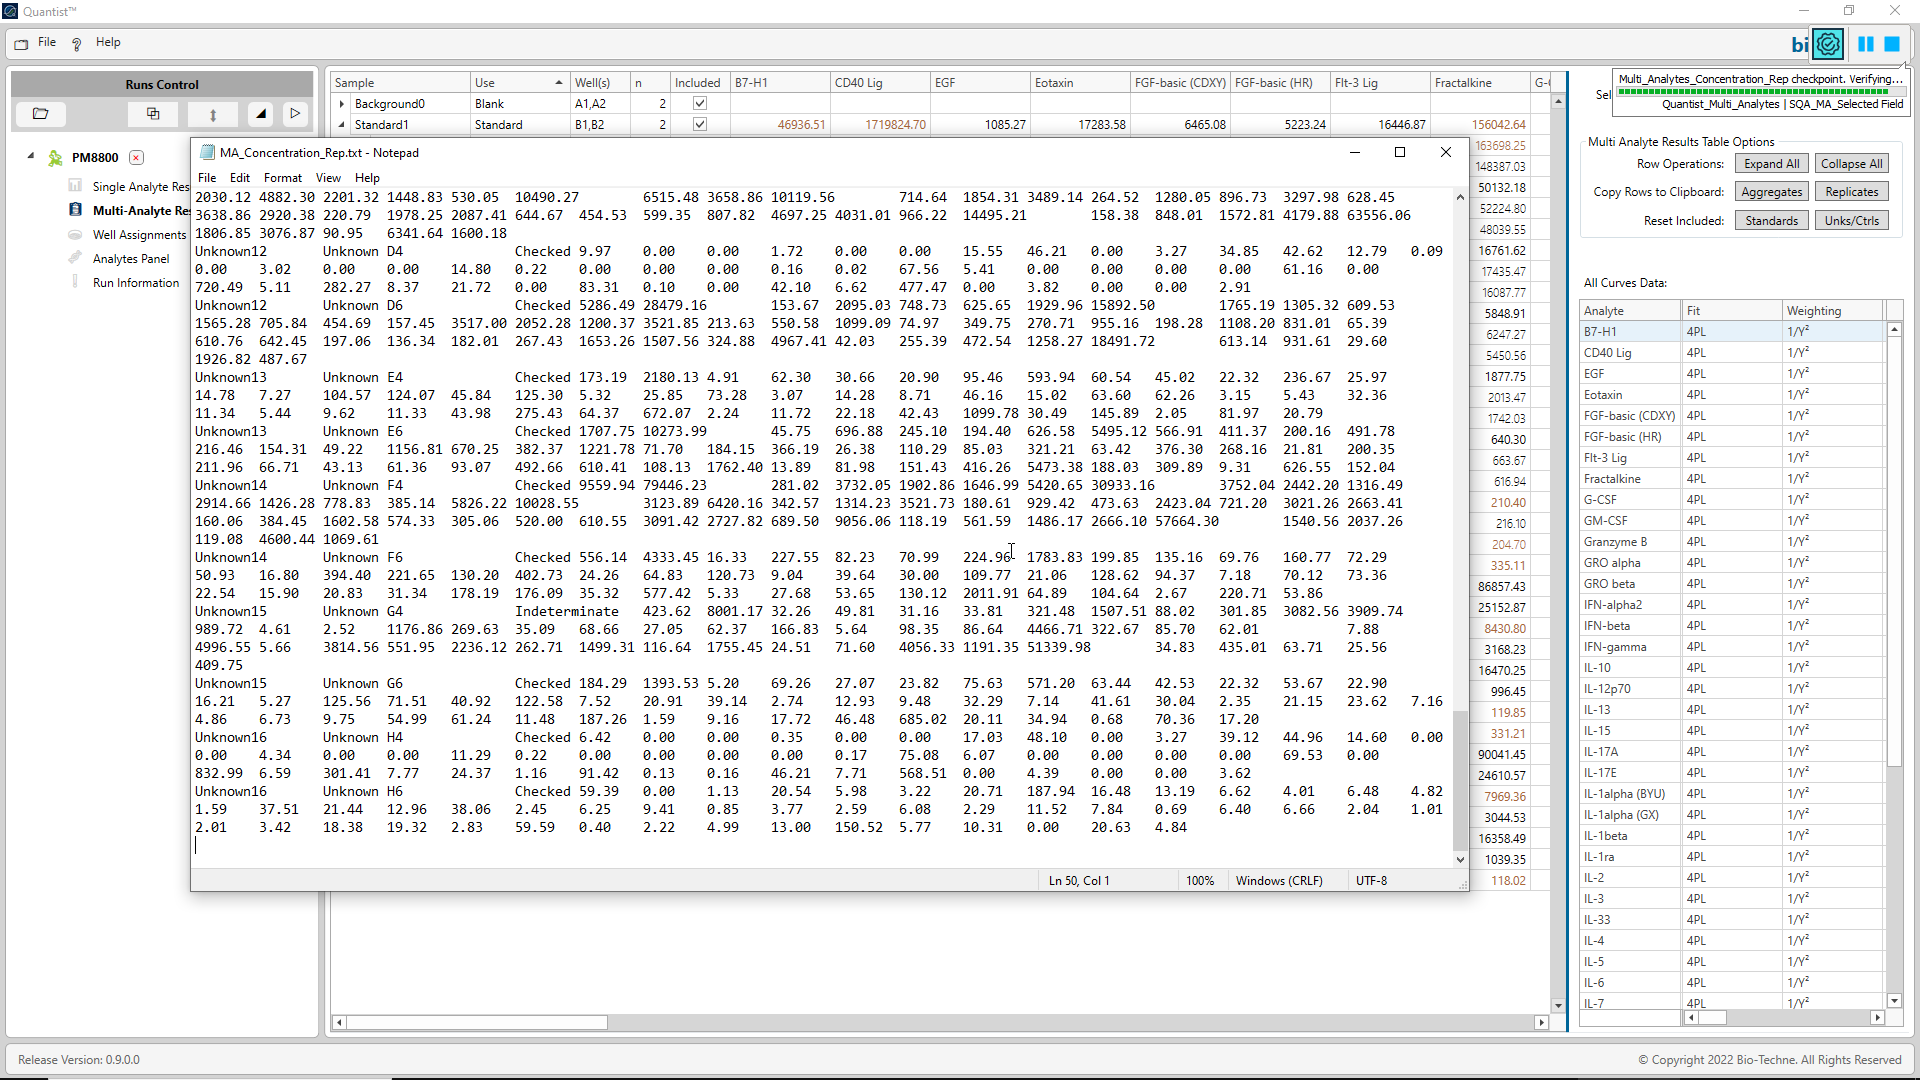 Quantist™
File
Help
bi
Multi_Analytes_Concentration_Rep checkpoint. Verifying...
Quantist_Multi_Analytes | SQA_MA_Selected Field
Sel
Runs Control
PM8800
Single Analyte Res
Multi-Analyte Res
Well Assignments
Analytes Panel
Run Information
Sample Use Well(s) n Included B7-H1 CD40 Lig EGF Eotaxin FGF-basic (CDXY) FGF-basic (HR) Flt-3 Lig Fractalkine G-
Background0 Blank A1,A2 2
Standard1 Standard B1,B2 2 46936.51 1719824.70 1085.27 17283.58 6465.08 5223.24 16446.87 156042.64
MA_Concentration_Rep.txt - Notepad
File Edit Format View Help
2030.12 4882.30 2201.32 1448.83 530.05 10490.27 6515.48 3658.86 10119.56 714.64 1854.31 3489.14 264.52 1280.05 896.73 3297.98 628.45
3638.86 2920.38 220.79 1978.25 2087.41 644.67 454.53 599.35 807.82 4697.25 4031.01 966.22 14495.21 158.38 848.01 1572.81 4179.88 63556.06
1806.85 3076.87 90.95 6341.64 1600.18
Unknown12 Unknown D4 Checked 9.97 0.00 0.00 1.72 0.00 0.00 15.55 46.21 0.00 3.27 34.85 42.62 12.79 0.09
0.00 3.02 0.00 0.00 14.80 0.22 0.00 0.00 0.00 0.16 0.02 67.56 5.41 0.00 0.00 0.00 0.00 61.16 0.00
720.49 5.11 282.27 8.37 21.72 0.00 83.31 0.10 0.00 42.10 6.62 477.47 0.00 3.82 0.00 0.00 2.91
Unknown12 Unknown D6 Checked 5286.49 28479.16 153.67 2095.03 748.73 625.65 1929.96 15892.50 1765.19 1305.32 609.53
1565.28 705.84 454.69 157.45 3517.00 2052.28 1200.37 3521.85 213.63 550.58 1099.09 74.97 349.75 270.71 955.16 198.28 1108.20 831.01 65.39
610.76 642.45 197.06 136.34 182.01 267.43 1653.26 1507.56 324.88 4967.41 42.03 255.39 472.54 1258.27 18491.72 613.14 931.61 29.60
1926.82 487.67
Unknown13 Unknown E4 Checked 173.19 2180.13 4.91 62.30 30.66 20.90 95.46 593.94 60.54 45.02 22.32 236.67 25.97
14.78 7.27 104.57 124.07 45.84 125.30 5.32 25.85 73.28 3.07 14.28 8.71 46.16 15.02 63.60 62.26 3.15 5.43 32.36
11.34 5.44 9.62 11.33 43.98 275.43 64.37 672.07 2.24 11.72 22.18 42.43 1099.78 30.49 145.89 2.05 81.97 20.79
Unknown13 Unknown E6 Checked 1707.75 10273.99 45.75 696.88 245.10 194.40 626.58 5495.12 566.91 411.37 200.16 491.78
216.46 154.31 49.22 1156.81 670.25 382.37 1221.78 71.70 184.15 366.19 26.38 110.29 85.03 321.21 63.42 376.30 268.16 21.81 200.35
211.96 66.71 43.13 61.36 93.07 492.66 610.41 108.13 1762.40 13.89 81.98 151.43 416.26 5473.38 188.03 309.89 9.31 626.55 152.04
Unknown14 Unknown F4 Checked 9559.94 79446.23 281.02 3732.05 1902.86 1646.99 5420.65 30933.16 3752.04 2442.20 1316.49
2914.66 1426.28 778.83 385.14 5826.22 10028.55 3123.89 6420.16 342.57 1314.23 3521.73 180.61 929.42 473.63 2423.04 721.20 3021.26 2663.41
160.06 384.45 1602.58 574.33 305.06 520.00 610.55 3091.42 2727.82 689.50 9056.06 118.19 561.59 1486.17 2666.10 57664.30 1540.56 2037.26
119.08 4600.44 1069.61
Unknown14 Unknown F6 Checked 556.14 4333.45 16.33 227.55 82.23 70.99 224.96 1783.83 199.85 135.16 69.76 160.77 72.29
50.93 16.80 394.40 221.65 130.20 402.73 24.26 64.83 120.73 9.04 39.64 30.00 109.77 21.06 128.62 94.37 7.18 70.12 73.36
22.54 15.90 20.83 31.34 178.19 176.09 35.32 577.42 5.33 27.68 53.65 130.12 2011.91 64.89 104.64 2.67 220.71 53.86
Unknown15 Unknown G4 Indeterminate 423.62 8001.17 32.26 49.81 31.16 33.81 321.48 1507.51 88.02 301.85 3082.56 3909.74
989.72 4.61 2.52 1176.86 269.63 35.09 68.66 27.05 62.37 166.83 5.64 98.35 86.64 4466.71 322.67 85.70 62.01 7.88
4996.55 5.66 3814.56 551.95 2236.12 262.71 1499.31 116.64 1755.45 24.51 71.60 4056.33 1191.35 51339.98 34.83 435.01 63.71 25.56
409.75
Unknown15 Unknown G6 Checked 184.29 1393.53 5.20 69.26 27.07 23.82 75.63 571.20 63.44 42.53 22.32 53.67 22.90
16.21 5.27 125.56 71.51 40.92 122.58 7.52 20.91 39.14 2.74 12.93 9.48 32.29 7.14 41.61 30.04 2.35 21.15 23.62 7.16
4.86 6.73 9.75 54.99 61.24 11.48 187.26 1.59 9.16 17.72 46.48 685.02 20.11 34.94 0.68 70.36 17.20
Unknown16 Unknown H4 Checked 6.42 0.00 0.00 0.35 0.00 0.00 17.03 48.10 0.00 3.27 39.12 44.96 14.60 0.00
0.00 4.34 0.00 0.00 11.29 0.22 0.00 0.00 0.00 0.00 0.17 75.08 6.07 0.00 0.00 0.00 0.00 69.53 0.00
832.99 6.59 301.41 7.77 24.37 1.16 91.42 0.13 0.16 46.21 7.71 568.51 0.00 4.39 0.00 0.00 3.62
Unknown16 Unknown H6 Checked 59.39 0.00 1.13 20.54 5.98 3.22 20.71 187.94 16.48 13.19 6.62 4.01 6.48 4.82
1.59 37.51 21.44 12.96 38.06 2.45 6.25 9.41 0.85 3.77 2.59 6.08 2.29 11.52 7.84 0.69 6.40 6.66 2.04 1.01
2.01 3.42 18.38 19.32 2.83 59.59 0.40 2.22 4.99 13.00 150.52 5.77 10.31 0.00 20.63 4.84
Ln 50, Col 1 100% Windows (CRLF) UTF-8
163698.25
148387.03
50132.18
52224.80
48039.55
16761.62
17435.47
16087.77
5848.91
6247.27
5450.56
1877.75
2013.47
1742.03
640.30
663.67
616.94
210.40
216.10
204.70
335.11
86857.43
25152.87
8430.80
3168.23
16470.25
996.45
119.85
331.21
90041.45
24610.57
7969.36
3044.53
16358.49
1039.35
118.02
Multi Analyte Results Table Options
Row Operations: Expand All Collapse All
Copy Rows to Clipboard: Aggregates Replicates
Reset Included: Standards Unks/Ctrls
All Curves Data:
Analyte Fit Weighting
B7-H1 4PL 1/Y²
CD40 Lig 4PL 1/Y²
EGF 4PL 1/Y²
Eotaxin 4PL 1/Y²
FGF-basic (CDXY) 4PL 1/Y²
FGF-basic (HR) 4PL 1/Y²
Flt-3 Lig 4PL 1/Y²
Fractalkine 4PL 1/Y²
G-CSF 4PL 1/Y²
GM-CSF 4PL 1/Y²
Granzyme B 4PL 1/Y²
GRO alpha 4PL 1/Y²
GRO beta 4PL 1/Y²
IFN-alpha2 4PL 1/Y²
IFN-beta 4PL 1/Y²
IFN-gamma 4PL 1/Y²
IL-10 4PL 1/Y²
IL-12p70 4PL 1/Y²
IL-13 4PL 1/Y²
IL-15 4PL 1/Y²
IL-17A 4PL 1/Y²
IL-17E 4PL 1/Y²
IL-1alpha (BYU) 4PL 1/Y²
IL-1alpha (GX) 4PL 1/Y²
IL-1beta 4PL 1/Y²
IL-1ra 4PL 1/Y²
IL-2 4PL 1/Y²
IL-3 4PL 1/Y²
IL-33 4PL 1/Y²
IL-4 4PL 1/Y²
IL-5 4PL 1/Y²
IL-6 4PL 1/Y²
IL-7 4PL 1/Y²
Release Version: 0.9.0.0
© Copyright 2022 Bio-Techne. All Rights Reserved